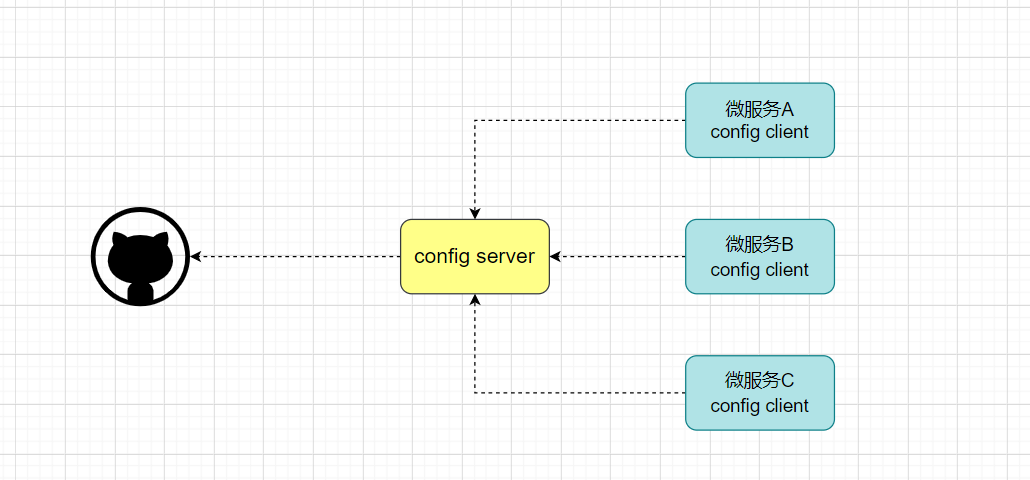 微服务A
config client
config server
微服务B
config client
微服务C
config client